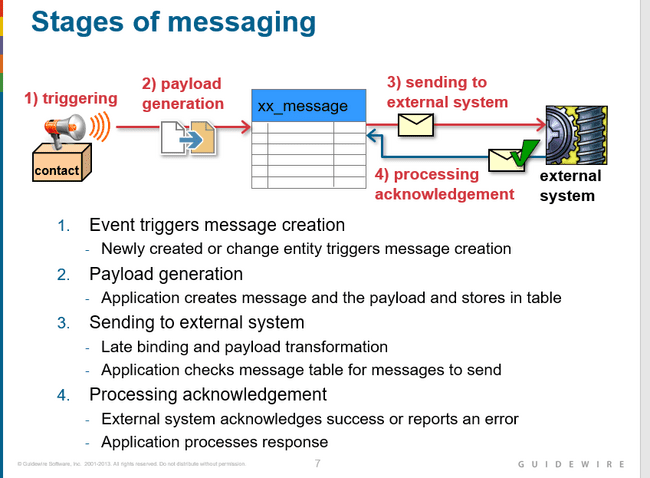 Stages of messaging
1) triggering
2) payload
generation
xx_message
3) sending to
external system
contact
4) processing
acknowledgement
external
system
1. Event triggers message creation
- Newly created or change entity triggers message creation
2. Payload generation
- Application creates message and the payload and stores in table
3. Sending to external system
- Late binding and payload transformation
- Application checks message table for messages to send
4. Processing acknowledgement
- External system acknowledges success or reports an error
- Application processes response
© Guidewire Software, Inc. 2001-2013. All rights reserved. Do not distribute without permission.
7
GUIDEWIRE